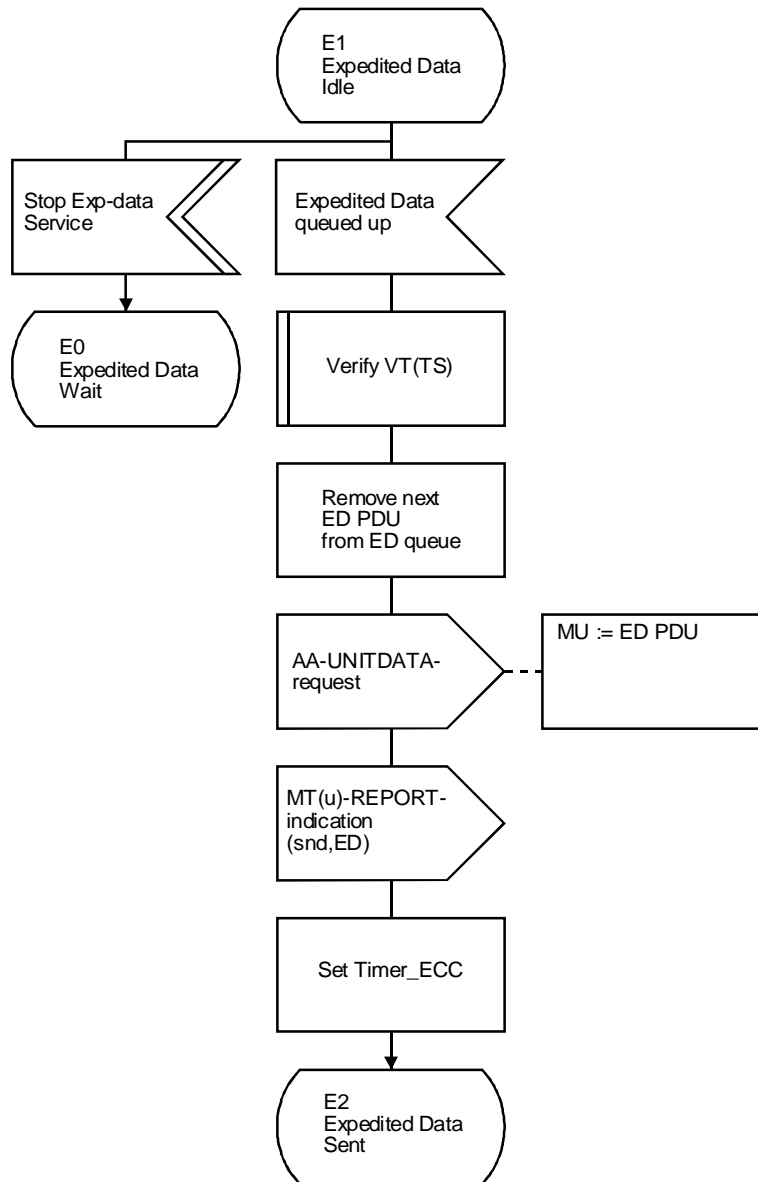 E1
Expedited Data
Idle
Stop Exp-data
Service
Expedited Data
queued up
E0
Expedited Data
Wait
Verify VT(TS)
Remove next
ED PDU
from ED queue
AA-UNITDATA-
request
MU := ED PDU
MT(u)-REPORT-
indication
(snd,ED)
Set Timer_ECC
E2
Expedited Data
Sent